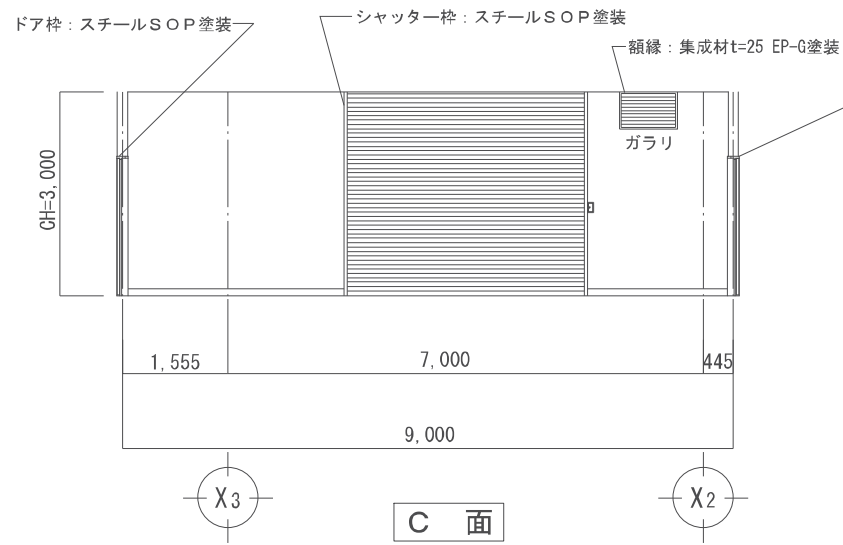 ドア枠：スチールＳＯＰ塗装
シャッター枠：スチールＳＯＰ塗装
額縁：集成材t=25 EP-G塗装
ガラリ
CH=3,000
1,555
7,000
445
9,000
X3
X2
Ｃ　面